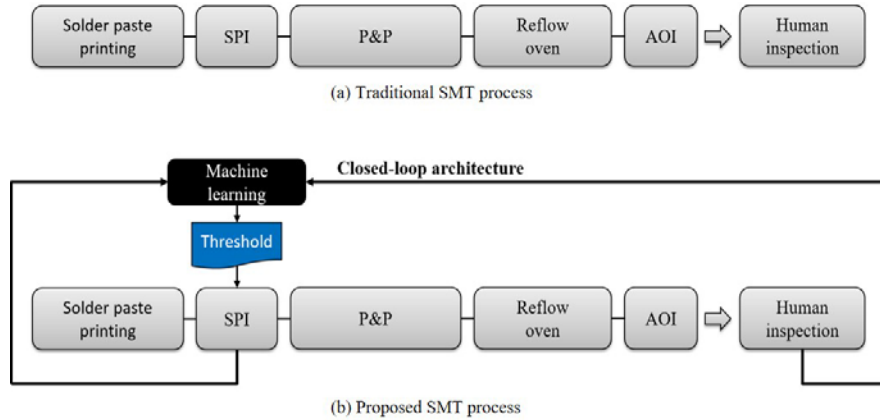 Solder paste
printing
SPI
P&P
Reflow
oven
AOI
Human
inspection
(a) Traditional SMT process
Machine
learning
Closed-loop architecture
Threshold
Solder paste
printing
SPI
P&P
Reflow
oven
AOI
Human
inspection
(b) Proposed SMT process